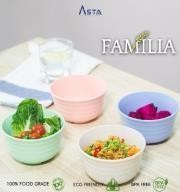 ASTA
FAMILIA
100% FOOD GRADE
ECO FRIENDLY
BPA FREE